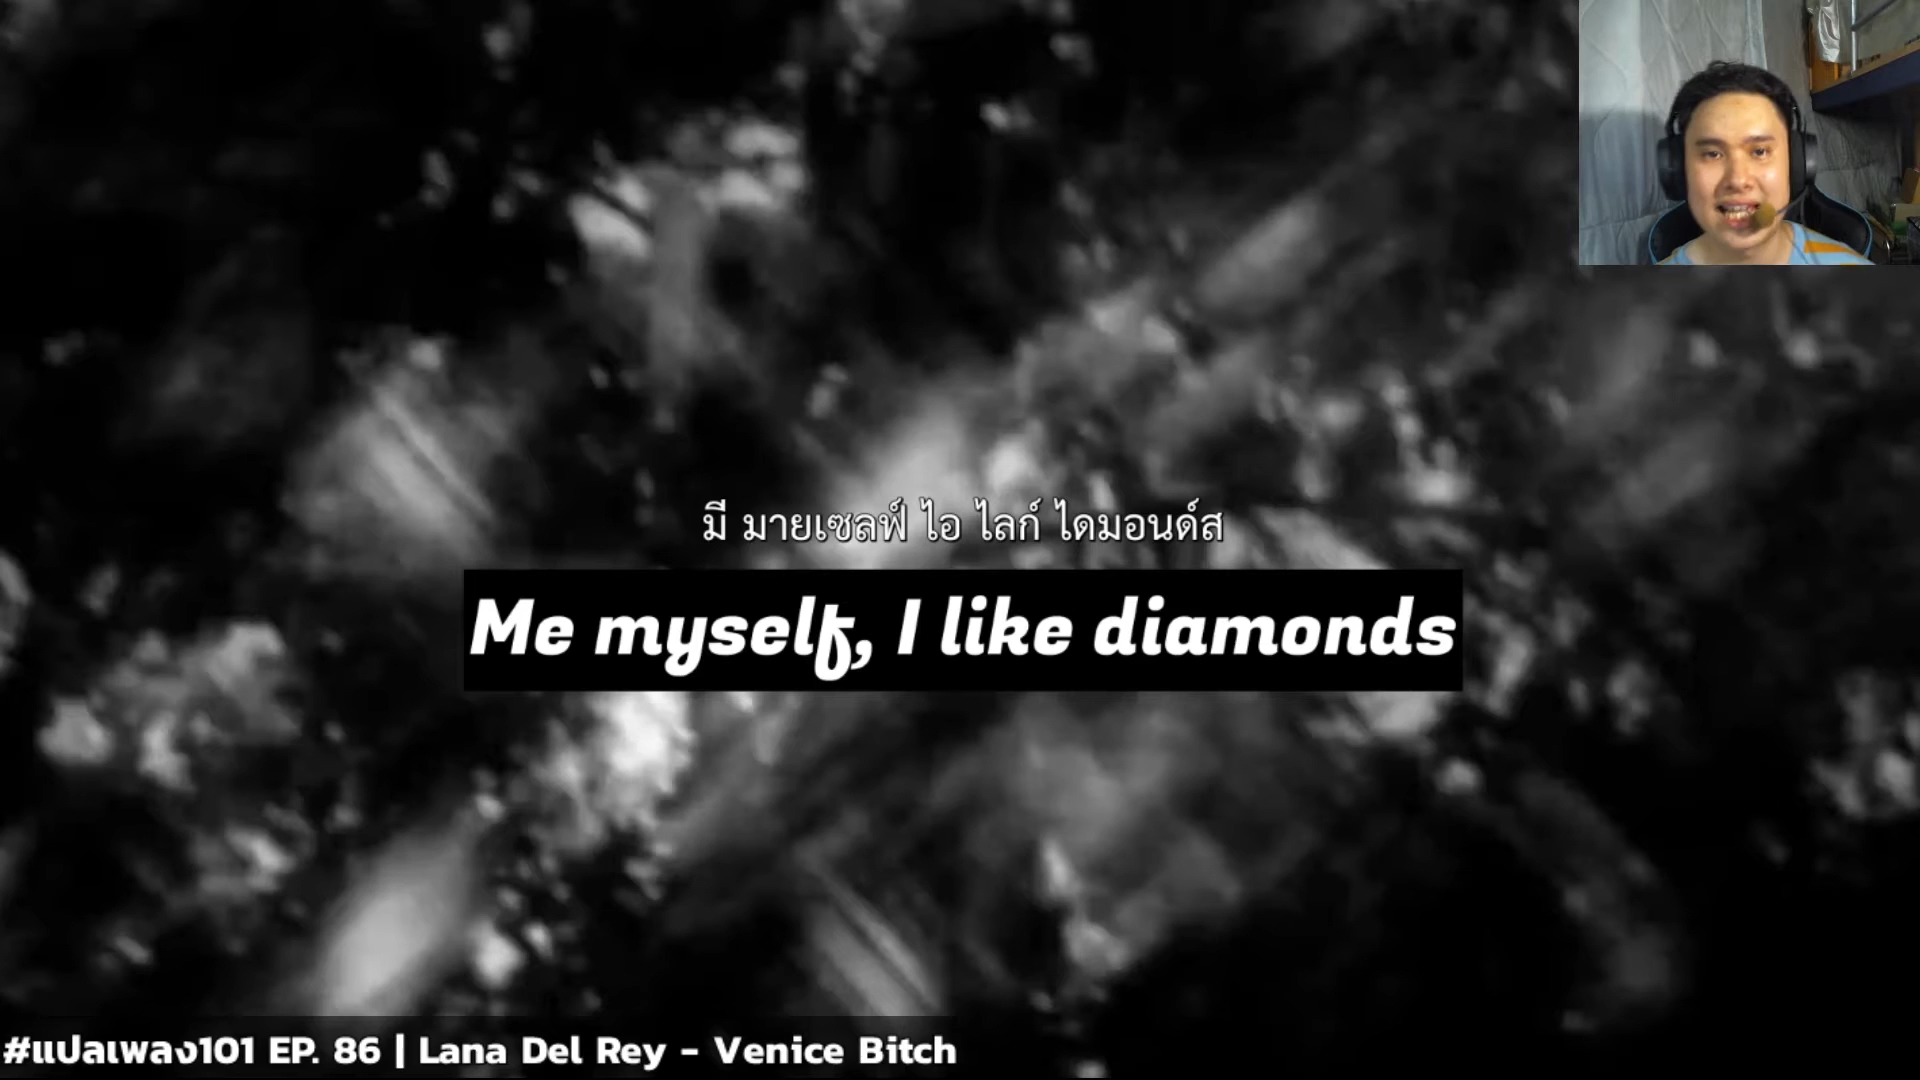 มี มายเซลฟ์ ไอ ไลก์ ไดมอนด์ส
Me myself, I like diamonds
#แปลเพลง101 EP. 86 | Lana Del Rey - Venice Bitch